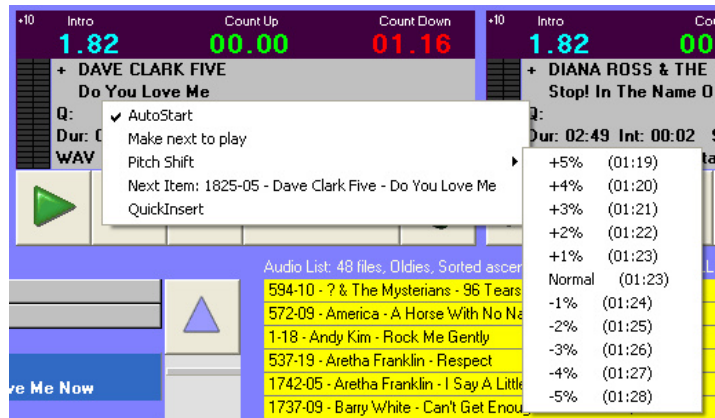 +10 Intro Count Up Count Down
1.82 00.00 01.16
+ DAVE CLARK FIVE
Do You Love Me
Q:
Dur:
WAV
+10 Intro
1.82 00
+ DIANA ROSS & THE
Stop! In The Name O
Q:
Dur: 02:49 Int: 00:02
✓ AutoStart
Make next to play
Pitch Shift
Next Item: 1825-05 - Dave Clark Five - Do You Love Me
QuickInsert
+5% (01:19)
+4% (01:20)
+3% (01:21)
+2% (01:22)
+1% (01:23)
Normal (01:23)
-1% (01:24)
-2% (01:25)
-3% (01:26)
-4% (01:27)
-5% (01:28)
Audio List: 48 files, Oldies, Sorted
594-10 - ? & The Mysterians - 96 Tears
572-09 - America - A Horse With No
1-18 - Andy Kim - Rock Me Gently
537-19 - Aretha Franklin - Respect
1742-05 - Aretha Franklin - I Say A Little
1737-09 - Barry White - Can't Get
ve Me Now